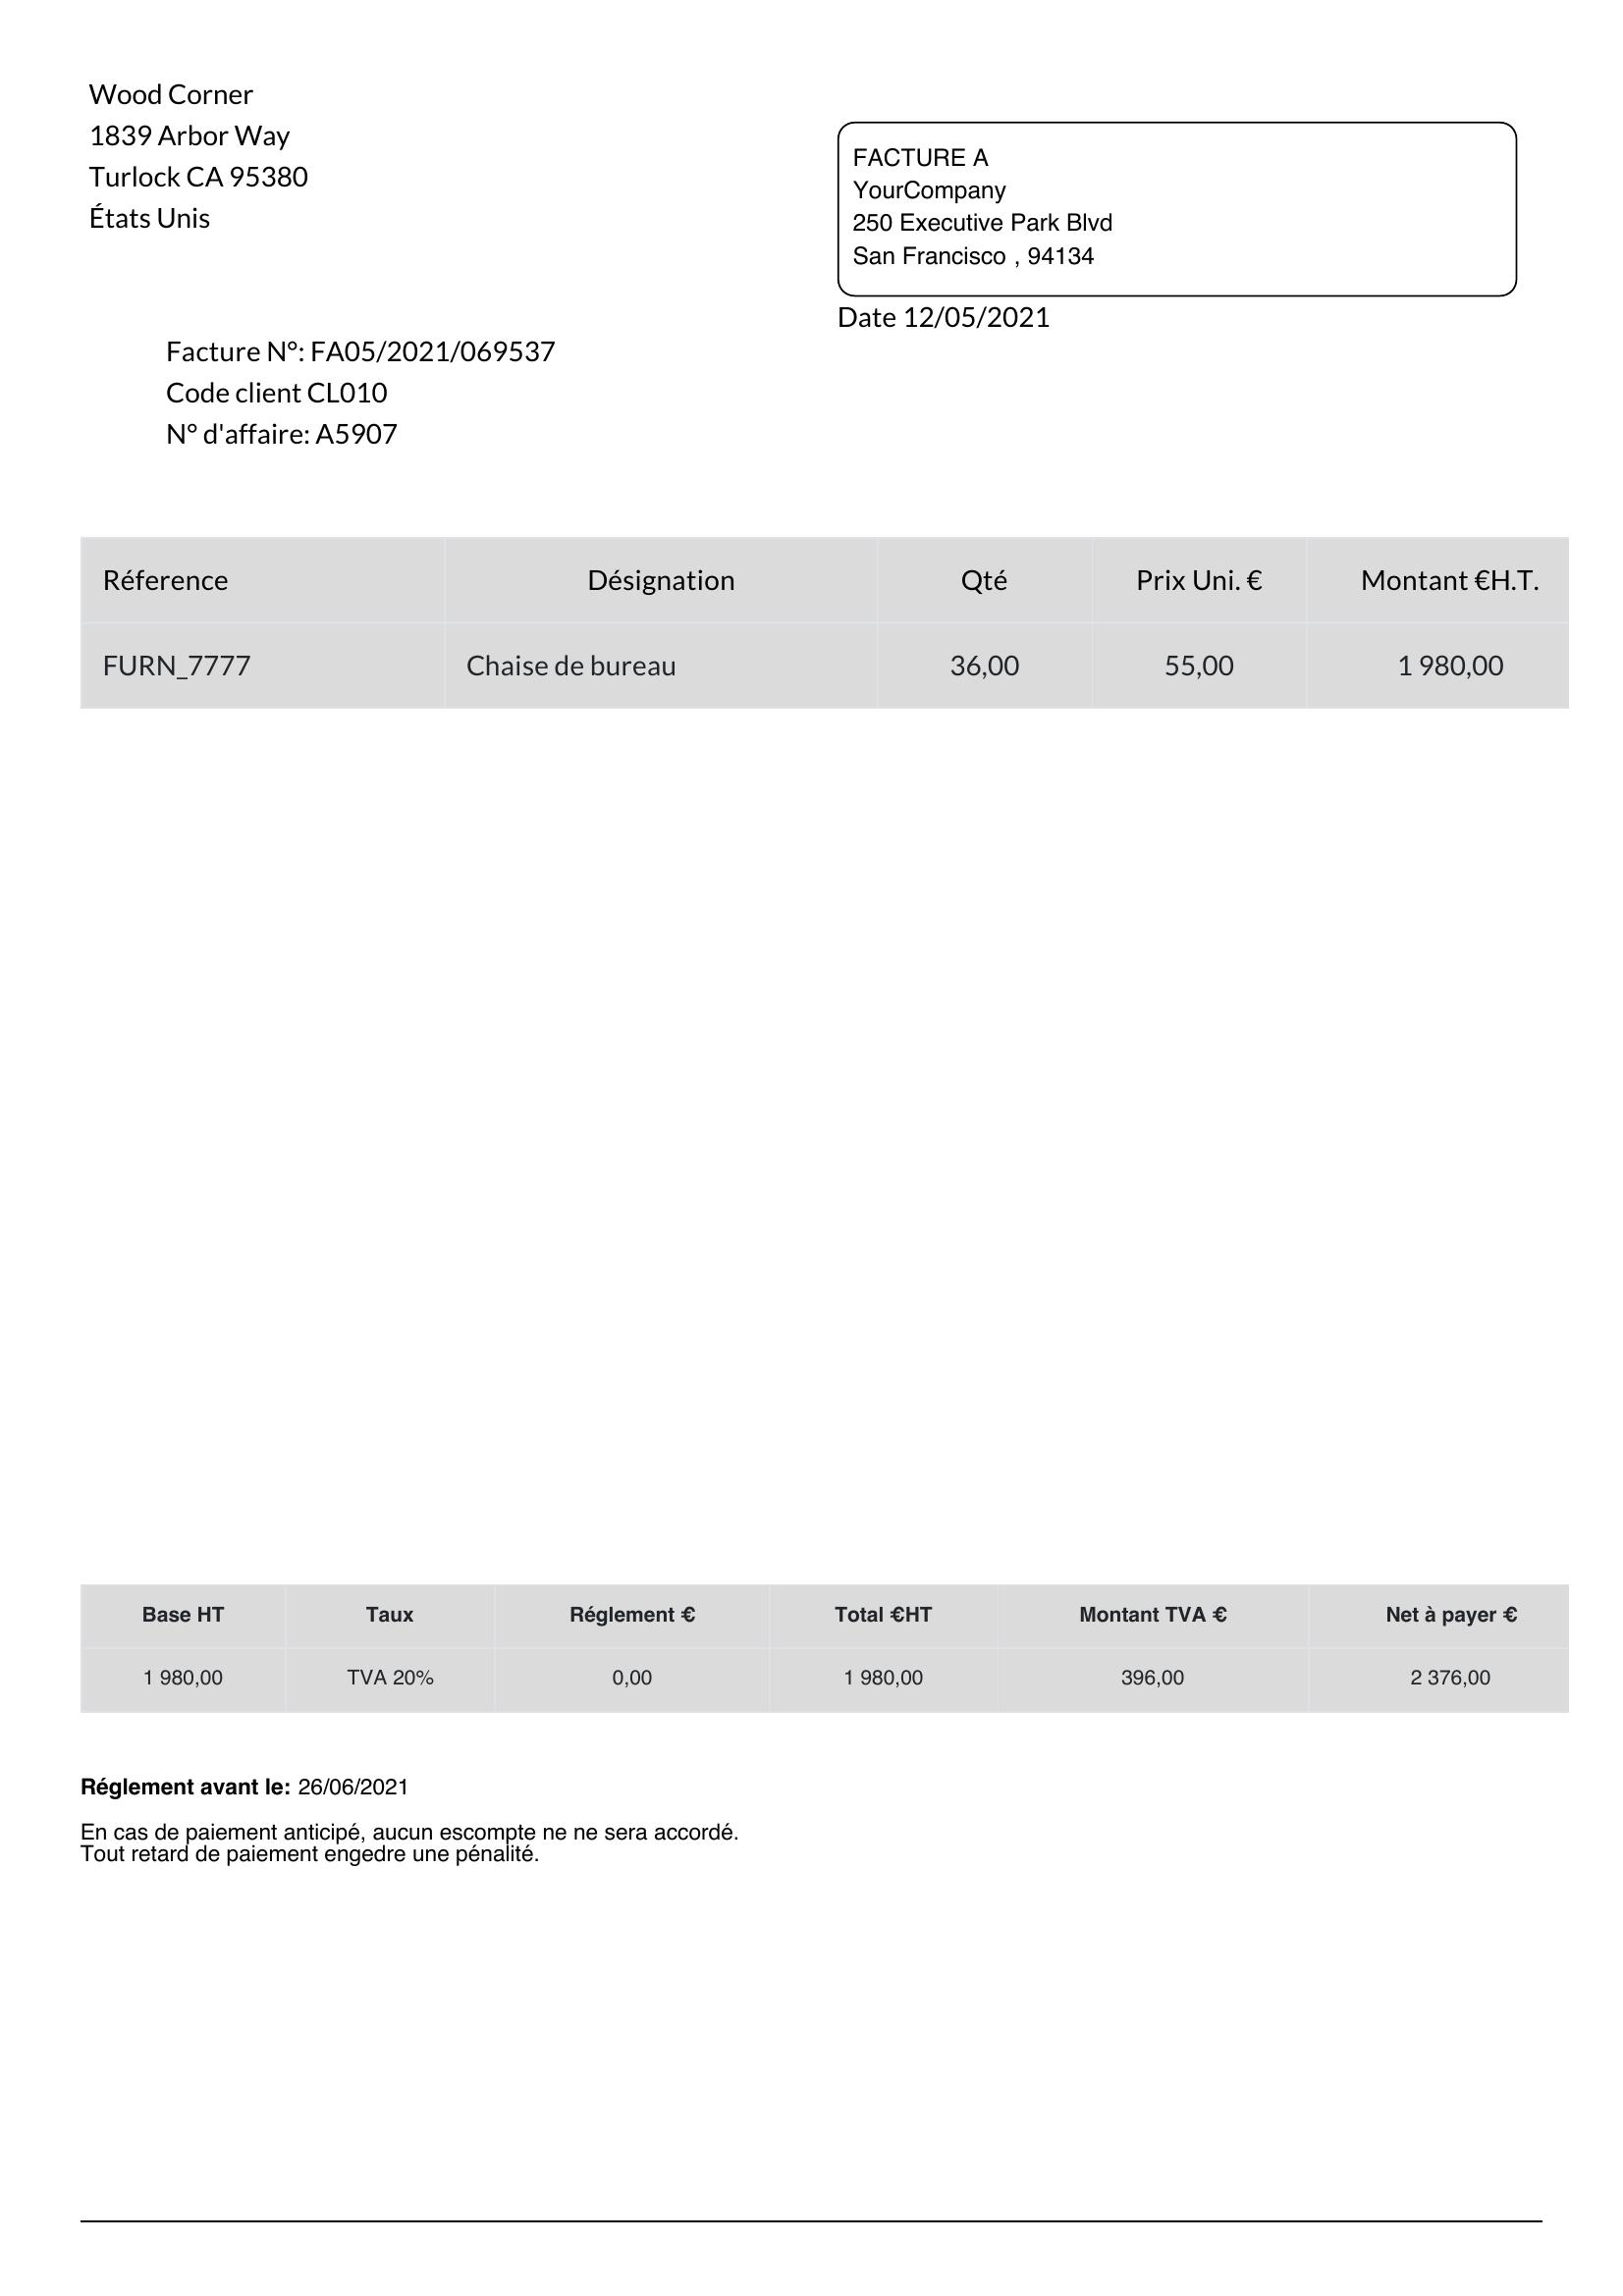 Wood Corner
1839 Arbor Way
Turlock CA 95380
États Unis
FACTURE A
YourCompany
250 Executive Park Blvd
San Francisco , 94134
Date 12/05/2021
Facture N°: FA05/2021/069537
Code client CL010
N° d'affaire: A5907
Réference Désignation Qté Prix Uni. € Montant €H.T.
FURN_7777 Chaise de bureau 36,00 55,00 1 980,00
Base HT Taux Réglement € Total €HT Montant TVA € Net à payer €
1 980,00 TVA 20% 0,00 1 980,00 396,00 2 376,00
Réglement avant le: 26/06/2021
En cas de paiement anticipé, aucun escompte ne ne sera accordé.
Tout retard de paiement engedre une pénalité.